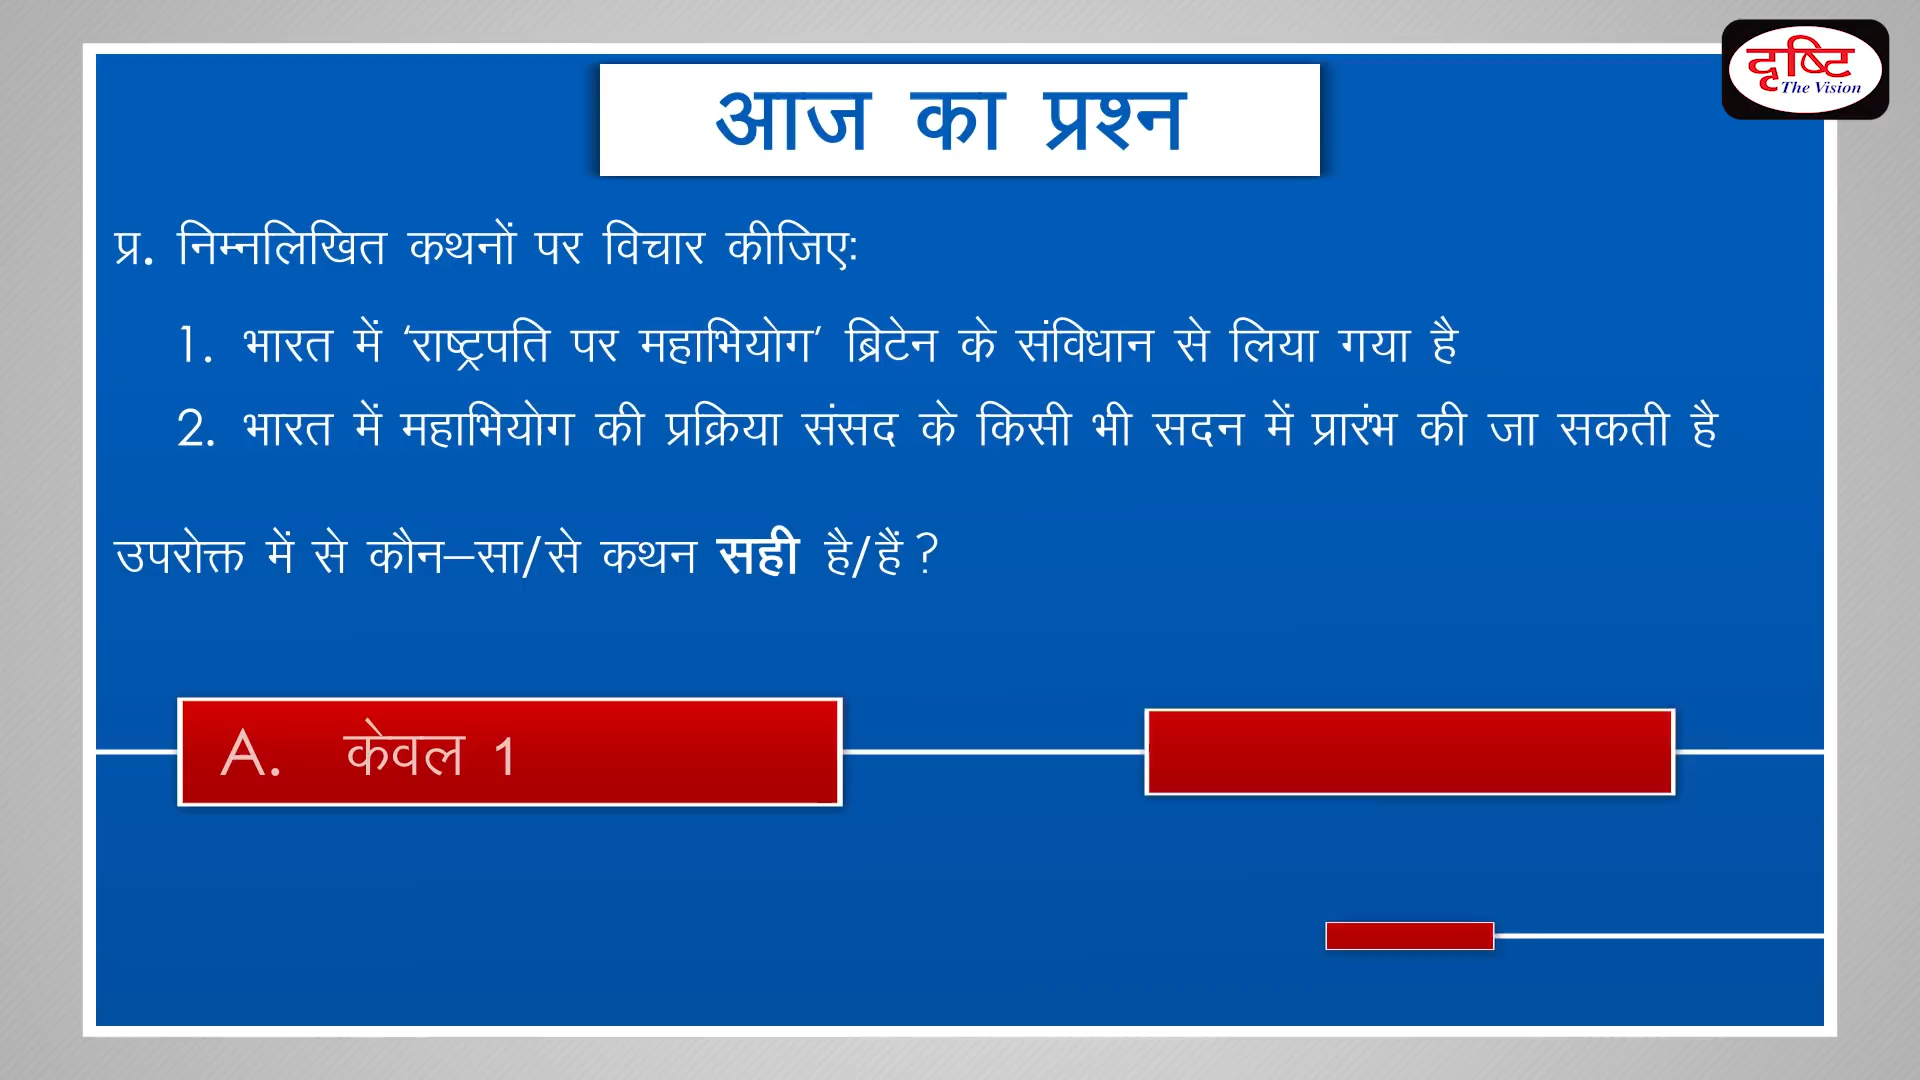 दृष्टि
The Vision
आज का प्रश्न
प्र. निम्नलिखित कथनों पर विचार कीजिए:
1. भारत में ‘राष्ट्रपति पर महाभियोग’ ब्रिटेन के संविधान से लिया गया है
2. भारत में महाभियोग की प्रक्रिया संसद के किसी भी सदन में प्रारंभ की जा सकती है
उपरोक्त में से कौन–सा/से कथन सही है/हैं ?
A. केवल 1